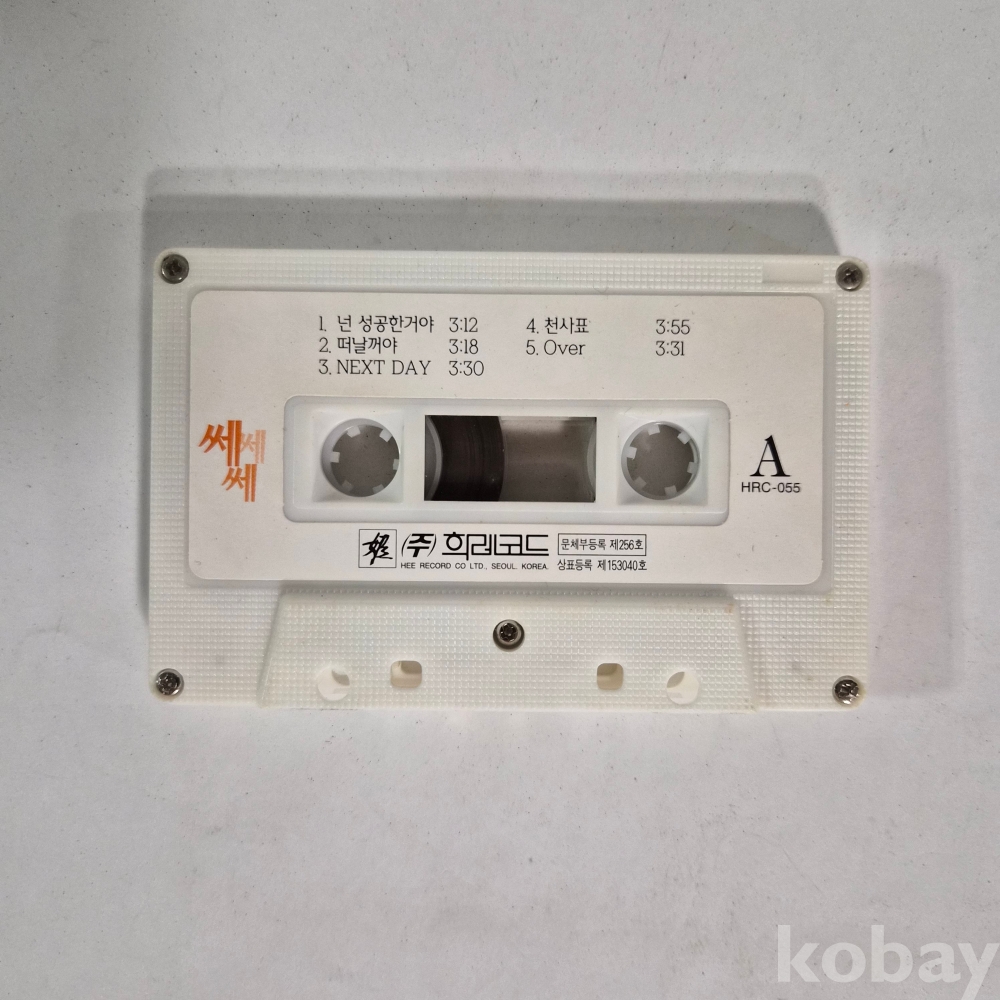 1. 넌 성공한거야 3:12
2. 떠날꺼야 3:18
3. NEXT DAY 3:30
4. 천사표 3:55
5. Over 3:31
쎄쎄
쎄
A
HRC-055
(주) 희레코드
HEE RECORD CO LTD., SEOUL. KOREA.
문체부등록 제256호
상표등록 제153040호
kobay